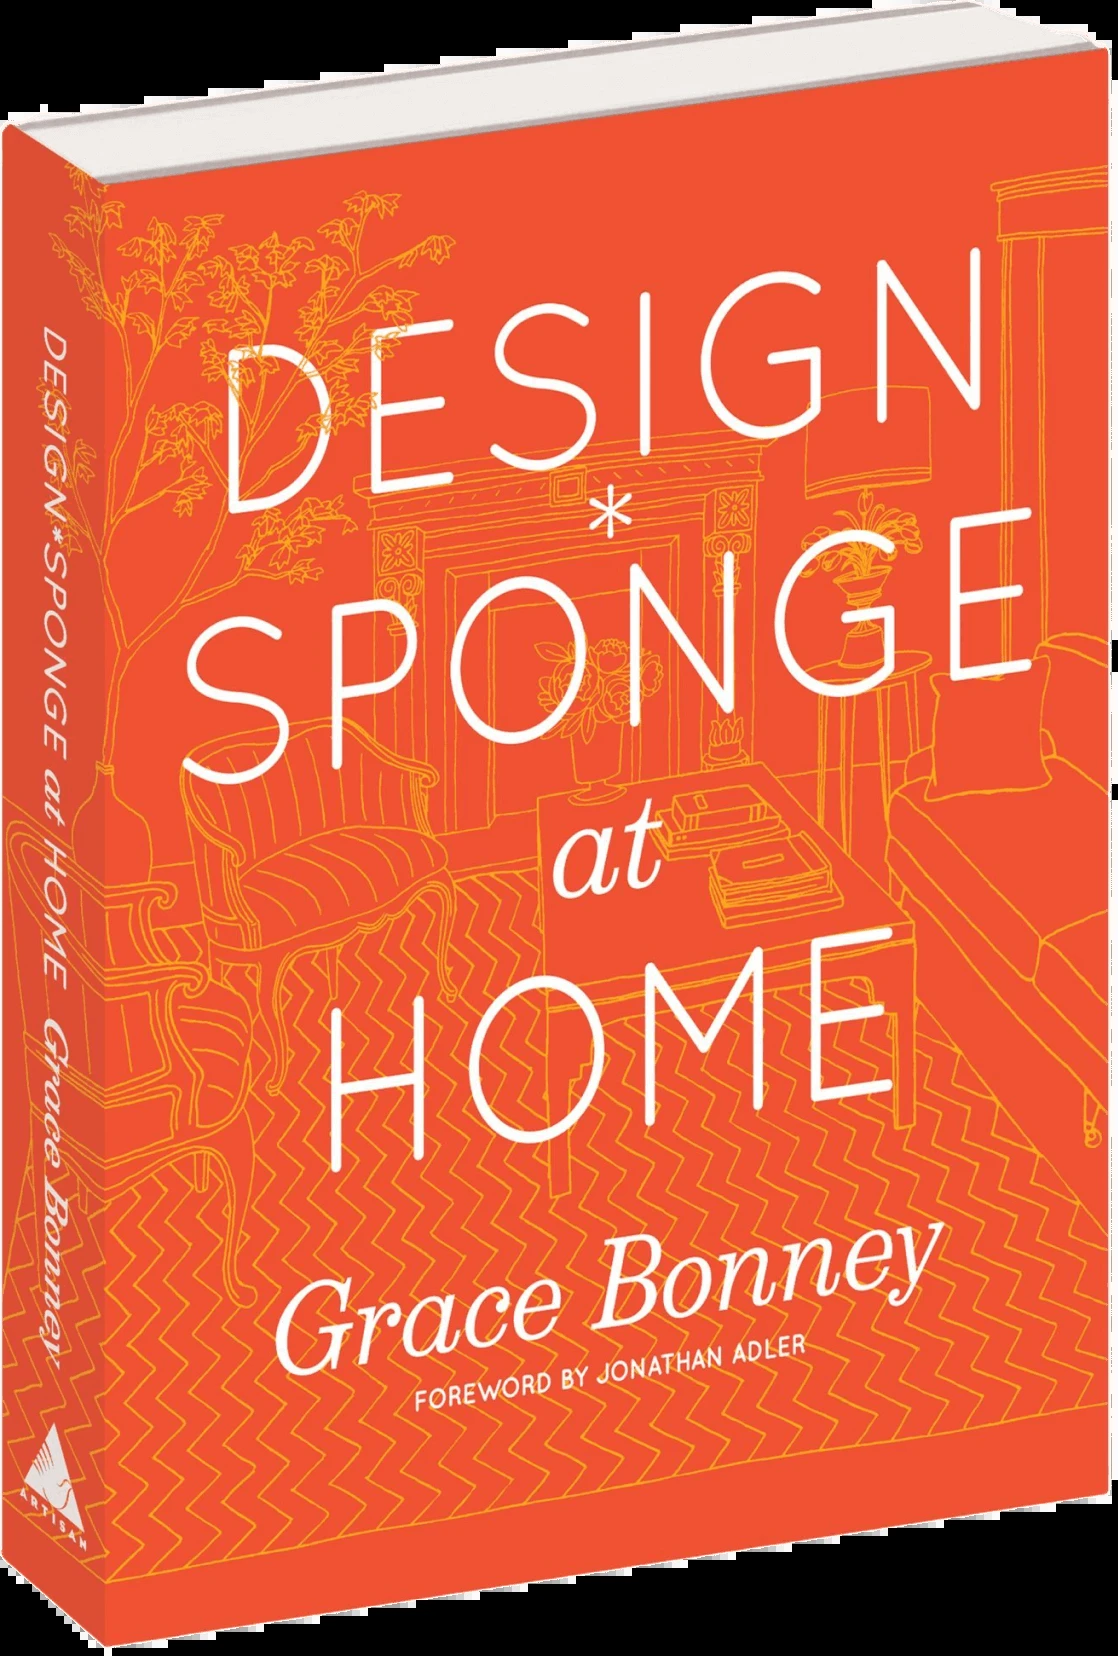 DESIGN
*
SPONGE
at
HOME
Grace Bonney
FOREWORD BY JONATHAN ADLER
DESIGN*SPONGE at HOME Grace Bonney
ARTISAN